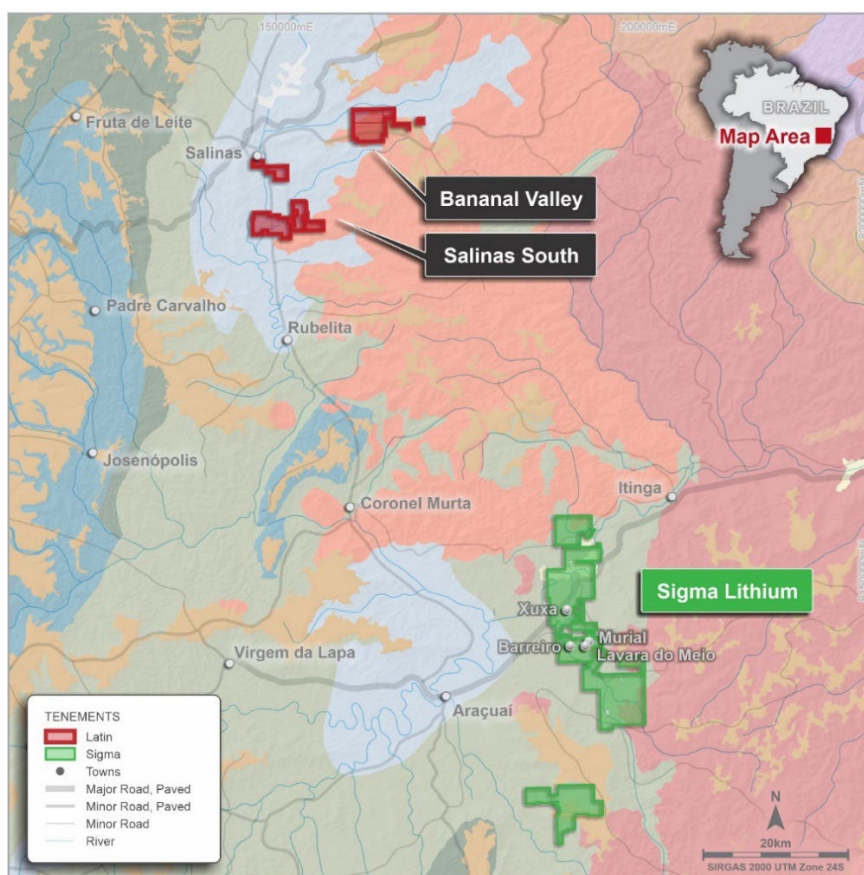 150000mE
200000mE
BRAZIL
Map Area
Fruta de Leite
Salinas
Bananal Valley
Salinas South
Padre Carvalho
Rubelita
Josenópolis
Coronel Murta
Itinga
Sigma Lithium
Xuxa
Murial
Barreiro
Lavara do Meio
Virgem da Lapa
Araçuaí
TENEMENTS
Latin
Sigma
Towns
Major Road, Paved
Minor Road, Paved
Minor Road
River
N
20km
SIRGAS 2000 UTM Zone 24S